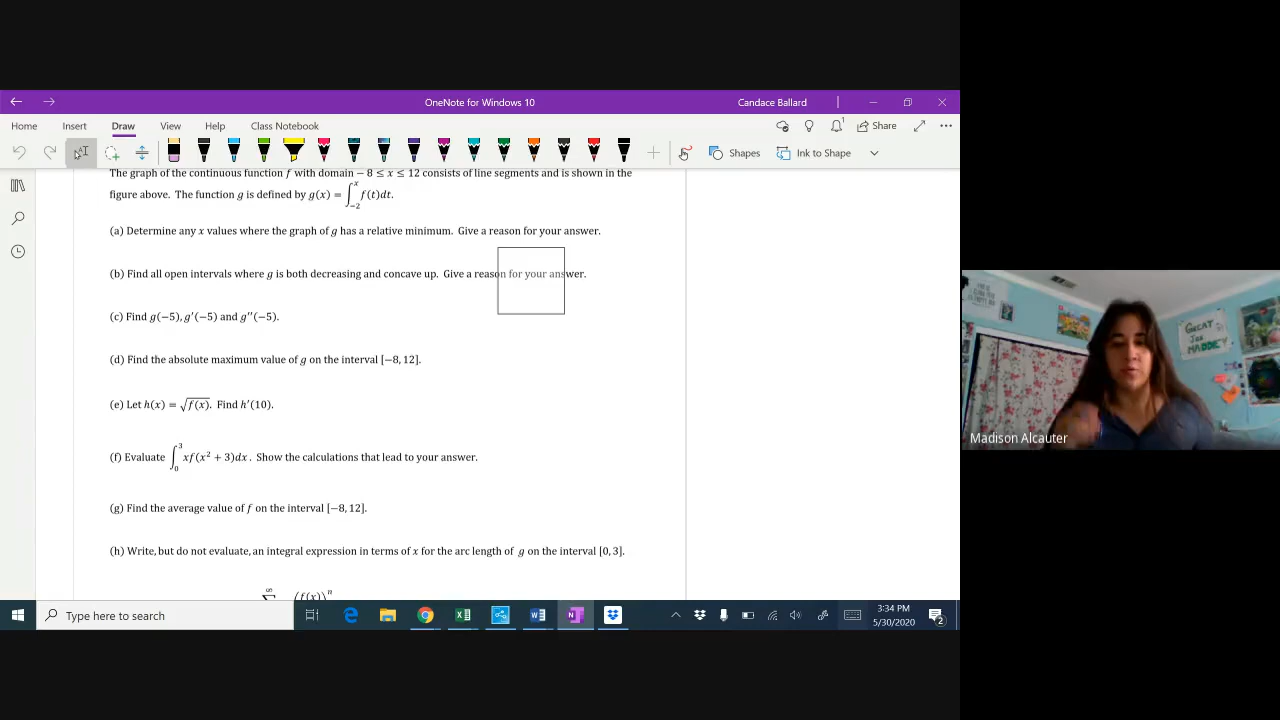 OneNote for Windows 10
Candace Ballard
Home Insert Draw View Help Class Notebook
Share
Shapes
Ink to Shape
The graph of the continuous function f with domain − 8 ≤ x ≤ 12 consists of line segments and is shown in the
figure above. The function g is defined by g(x) = ∫_{−2}^{x} f(t)dt.
(a) Determine any x values where the graph of g has a relative minimum. Give a reason for your answer.
(b) Find all open intervals where g is both decreasing and concave up. Give a reason for your answer.
(c) Find g(−5), g′(−5) and g″(−5).
(d) Find the absolute maximum value of g on the interval [−8, 12].
(e) Let h(x) = √f(x). Find h′(10).
(f) Evaluate ∫_{0}^{3} xf(x² + 3)dx. Show the calculations that lead to your answer.
(g) Find the average value of f on the interval [−8, 12].
(h) Write, but do not evaluate, an integral expression in terms of x for the arc length of g on the interval [0, 3].
∞ (f(x))ⁿ
GREAT
JOB
MADDEY
Madison Alcauter
Type here to search
3:34 PM
5/30/2020
2